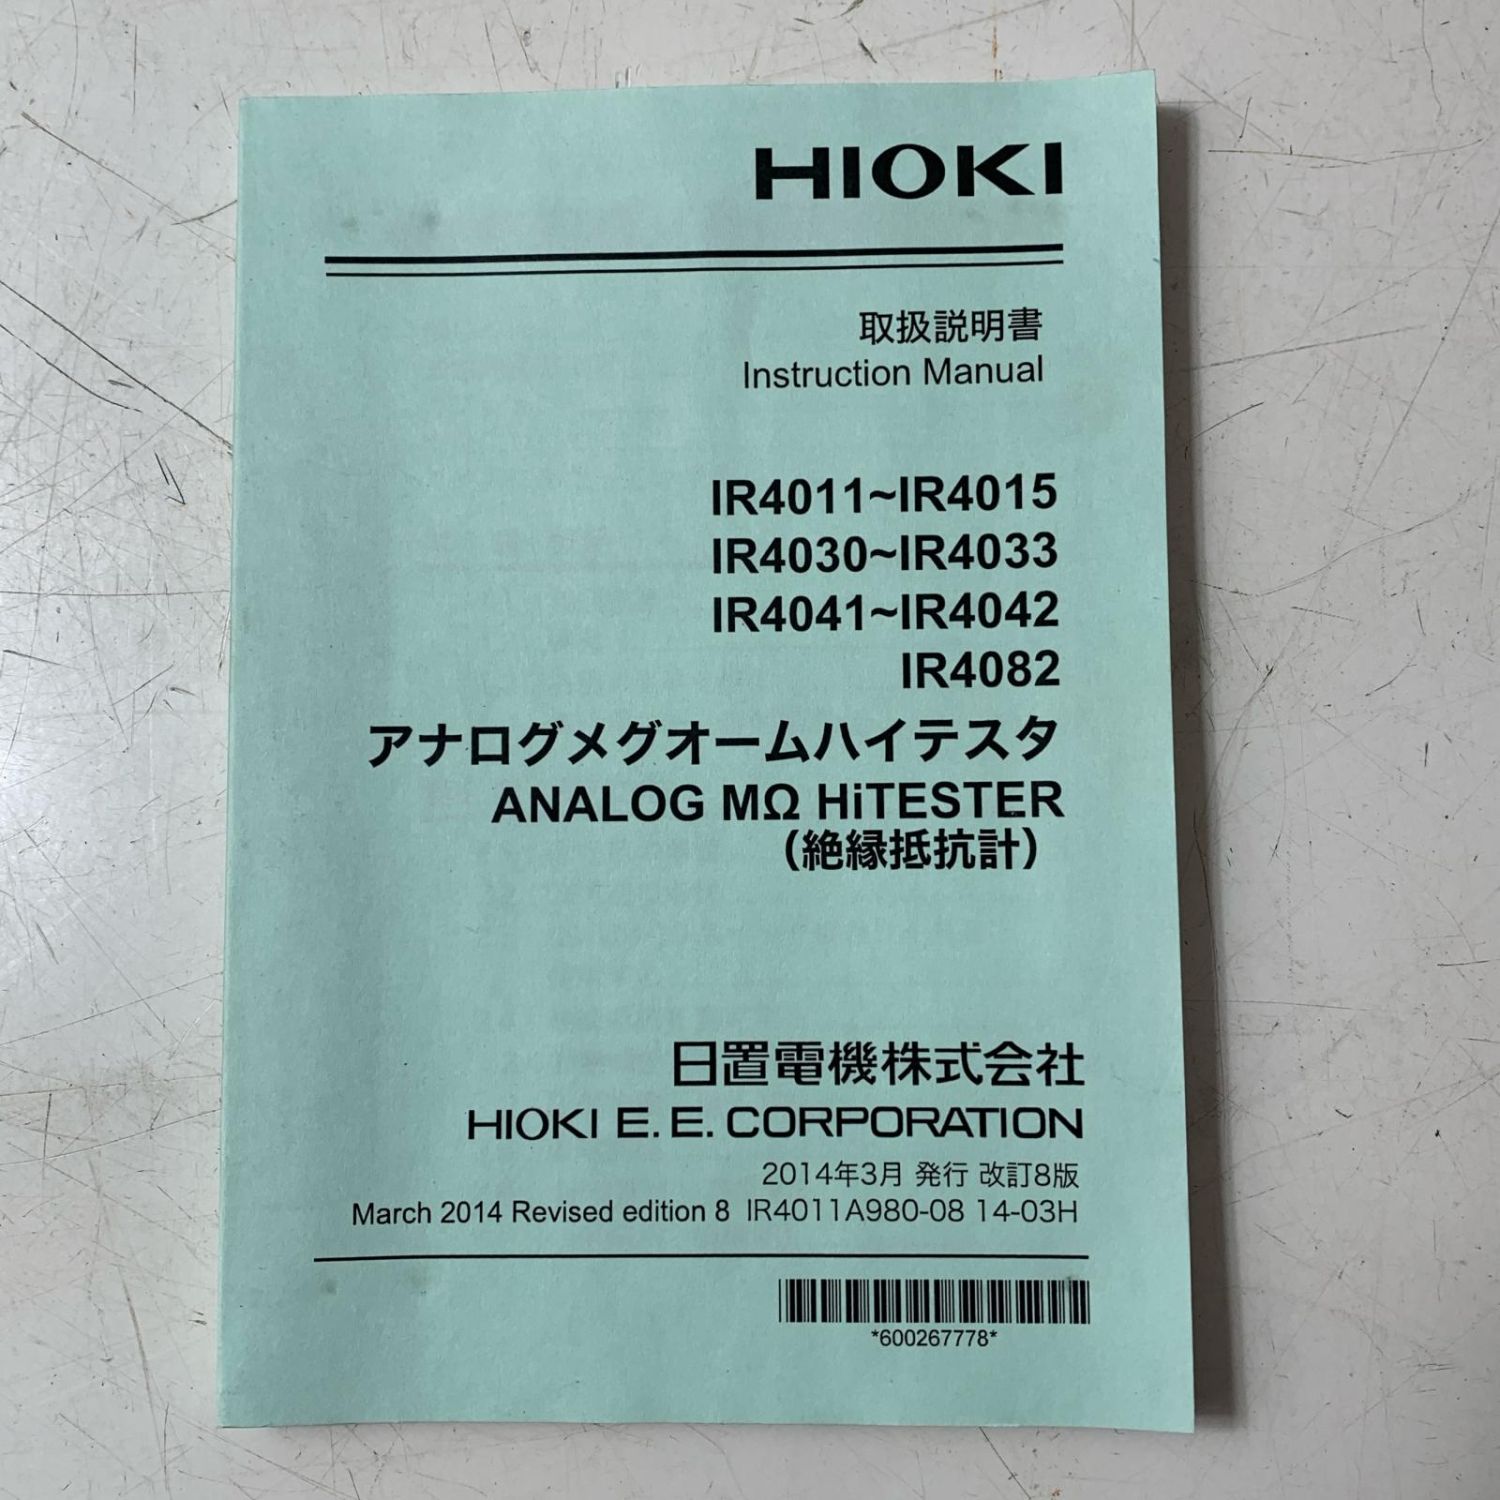 HIOKI
取扱説明書
Instruction Manual
IR4011~IR4015
IR4030~IR4033
IR4041~IR4042
IR4082
アナログメグオームハイテスタ
ANALOG MΩ HiTESTER
（絶縁抵抗計）
日置電機株式会社
HIOKI E. E. CORPORATION
2014年3月 発行 改訂8版
March 2014 Revised edition 8 IR4011A980-08 14-03H
*600267778*